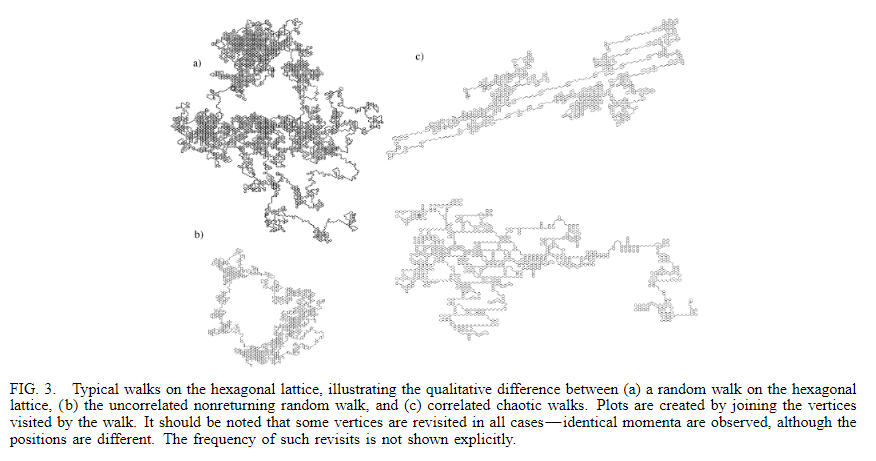 a)
c)
b)
FIG. 3. Typical walks on the hexagonal lattice, illustrating the qualitative difference between (a) a random walk on the hexagonal
lattice, (b) the uncorrelated nonreturning random walk, and (c) correlated chaotic walks. Plots are created by joining the vertices
visited by the walk. It should be noted that some vertices are revisited in all cases—identical momenta are observed, although the
positions are different. The frequency of such revisits is not shown explicitly.